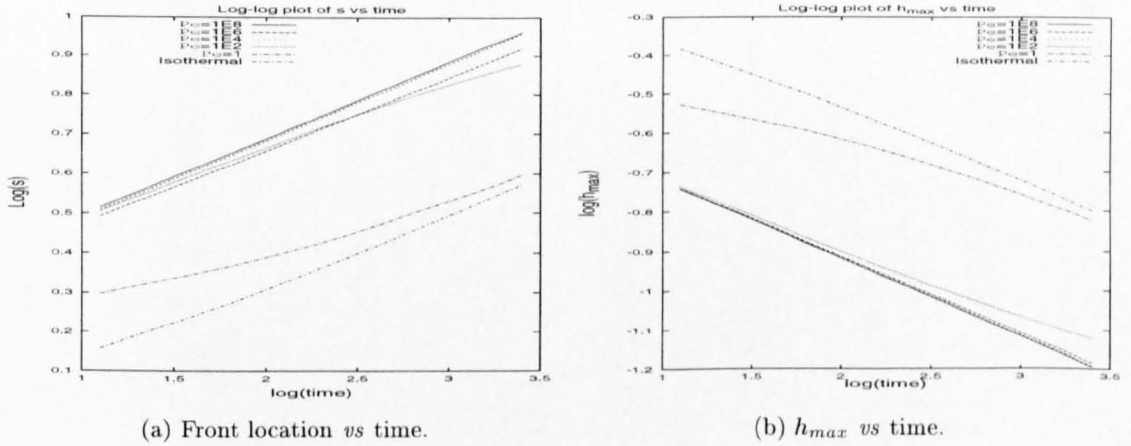 Log-log plot of s vs time
Pe=1E8
Pe=1E6
Pe=1E4
Pe=1E2
Pe=1
Isothermal
1
0.9
0.8
0.7
0.6
0.5
0.4
0.3
0.2
0.1
Log(s)
1
1.5
2
2.5
3
3.5
log(time)
(a) Front location vs time.
Log-log plot of hmax vs time
Pe=1E8
Pe=1E6
Pe=1E4
Pe=1E2
Pe=1
Isothermal
-0.3
-0.4
-0.5
-0.6
-0.7
-0.8
-0.9
-1
-1.1
-1.2
log(hmax)
1
1.5
2
2.5
3
3.5
log(time)
(b) hmax vs time.